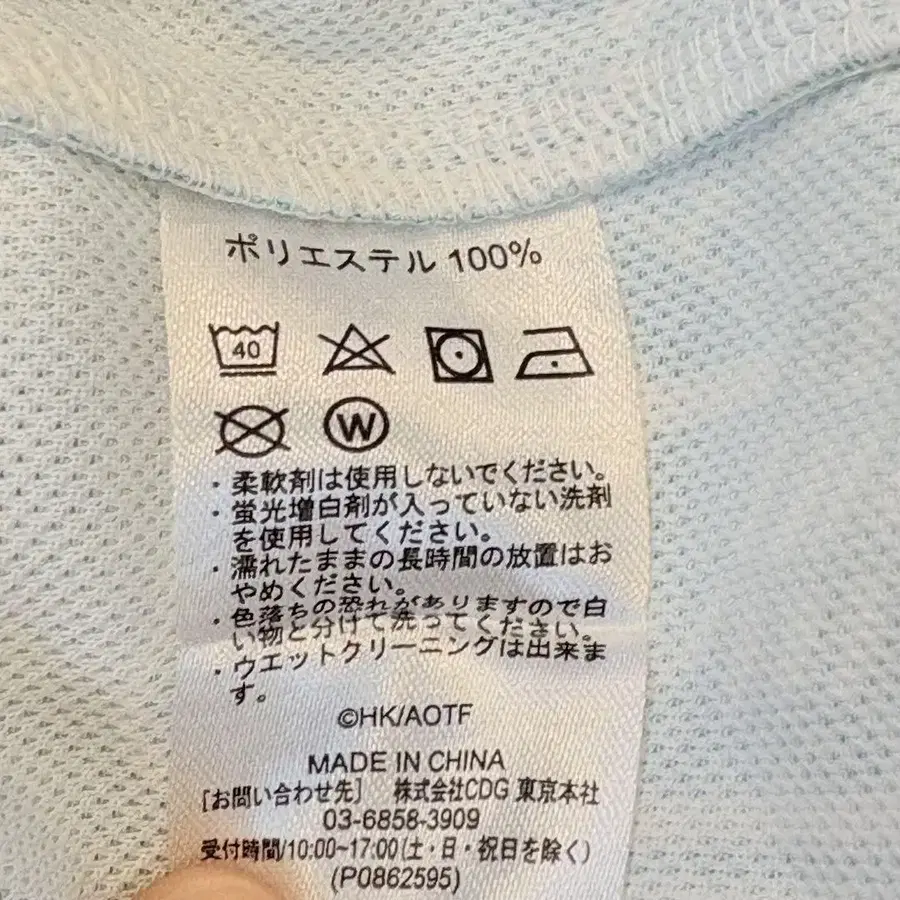 ポリエステル 100%
40
W
・柔軟剤は使用しないでください。
・蛍光増白剤が入っていない洗剤
を使用してください。
・濡れたままの長時間の放置はお
やめください。
・色落ちの恐れがありますので白
い物と分けて洗ってください。
・ウエットクリーニングは出来ま
す。
©HK/AOTF
MADE IN CHINA
[お問い合わせ先] 株式会社CDG 東京本社
03-6858-3909
受付時間/10:00~17:00(土・日・祝日を除く)
(P0862595)